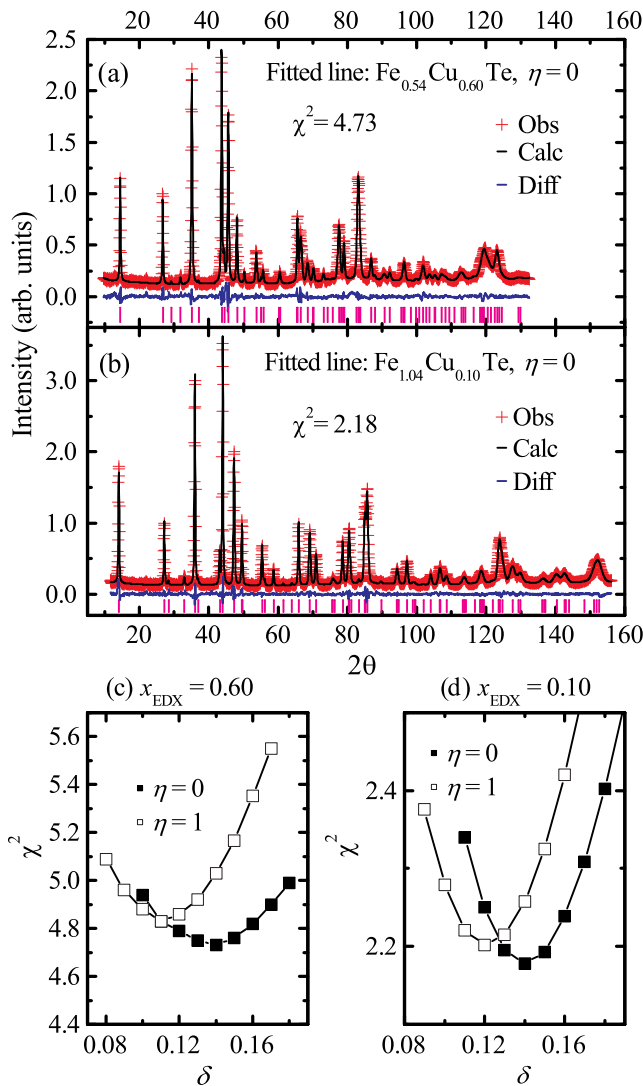 20 40 60 80 100 120 140 160
(a) Fitted line: Fe0.54Cu0.60Te, η = 0
χ2 = 4.73
Obs
Calc
Diff
2.5
2.0
1.5
1.0
0.5
0.0
Intensity (arb. units)
(b) Fitted line: Fe1.04Cu0.10Te, η = 0
χ2 = 2.18
Obs
Calc
Diff
3.0
2.0
1.0
0.0
20 40 60 80 100 120 140 160
2θ
(c) xEDX = 0.60
5.6
5.4
5.2
5.0
4.8
4.6
4.4
χ2
η = 0
η = 1
0.08 0.12 0.16
δ
(d) xEDX = 0.10
2.4
2.2
χ2
η = 0
η = 1
0.08 0.12 0.16
δ